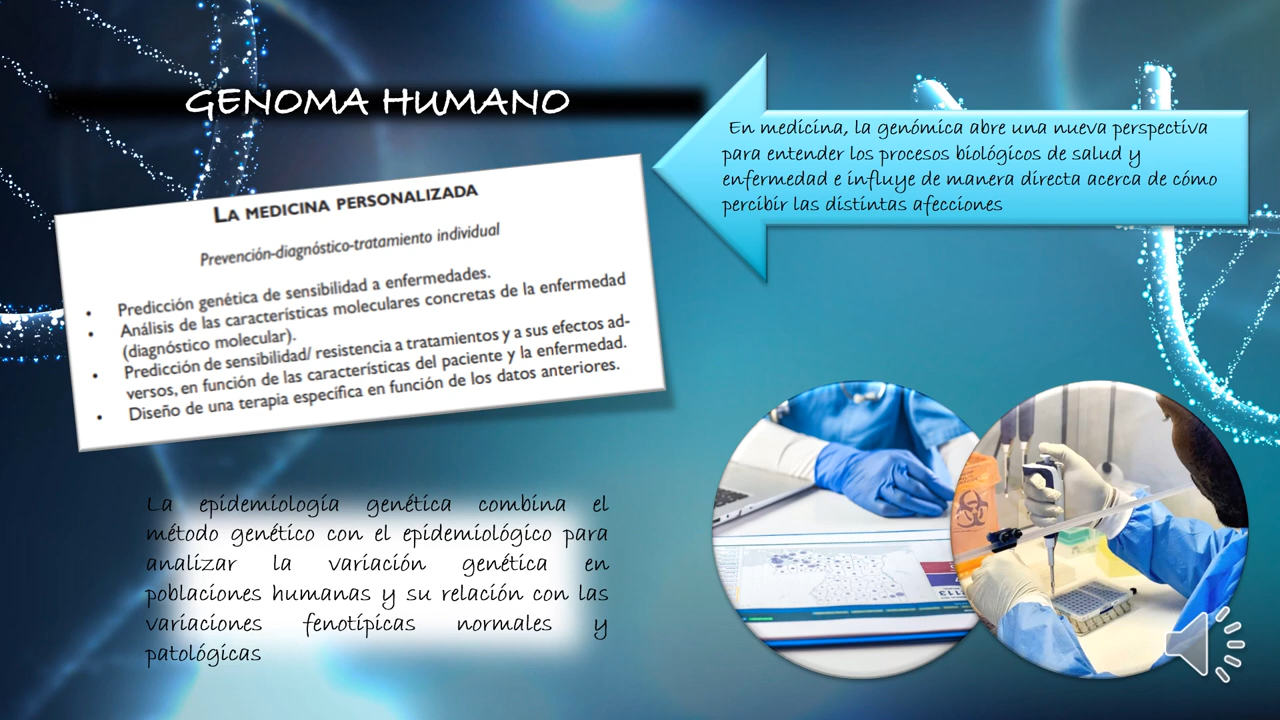 GENOMA HUMANO
En medicina, la genómica abre una nueva perspectiva
para entender los procesos biológicos de salud y
enfermedad e influye de manera directa acerca de cómo
percibir las distintas afecciones
LA MEDICINA PERSONALIZADA
Prevención-diagnóstico-tratamiento individual
• Predicción genética de sensibilidad a enfermedades.
• Análisis de las características moleculares concretas de la enfermedad
(diagnóstico molecular).
• Predicción de sensibilidad/ resistencia a tratamientos y a sus efectos ad-
versos, en función de las características del paciente y la enfermedad.
• Diseño de una terapia específica en función de los datos anteriores.
La epidemiología genética combina el
método genético con el epidemiológico para
analizar la variación genética en
poblaciones humanas y su relación con las
variaciones fenotípicas normales y
patológicas